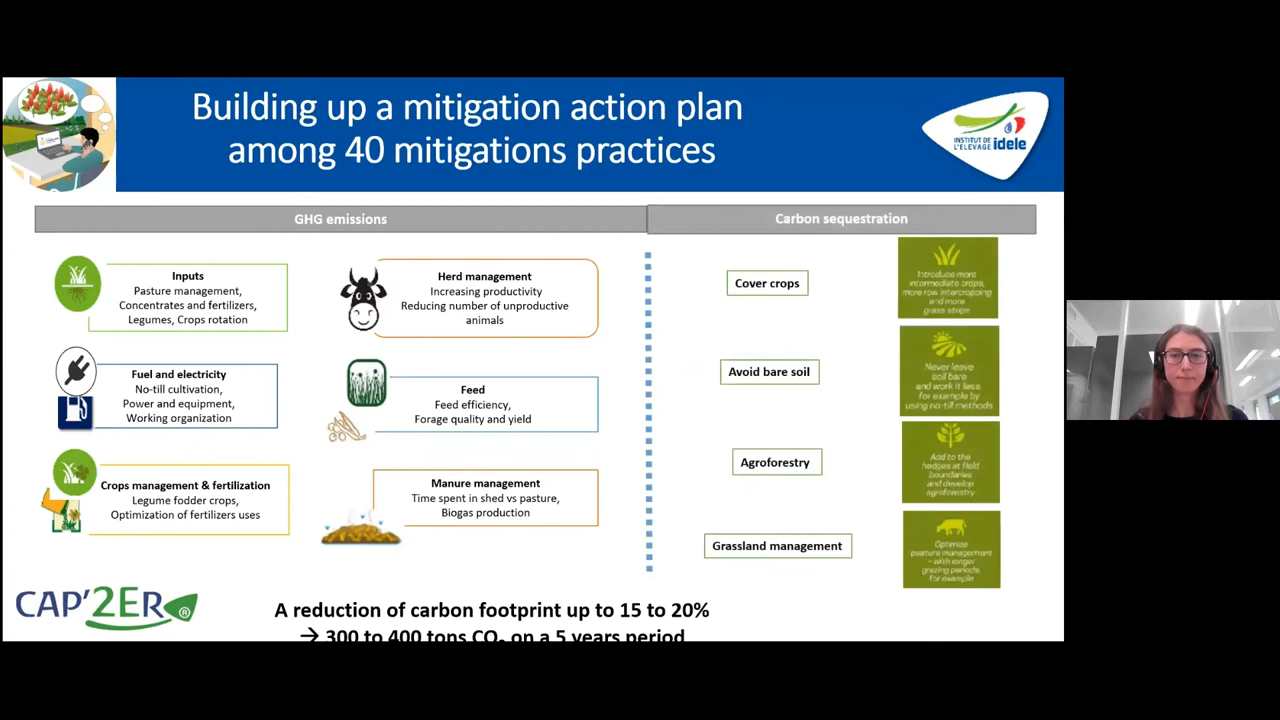 Building up a mitigation action plan
among 40 mitigations practices
INSTITUT DE
L'ELEVAGE idele
GHG emissions
Carbon sequestration
Inputs
Pasture management,
Concentrates and fertilizers,
Legumes, Crops rotation
Herd management
Increasing productivity
Reducing number of unproductive
animals
Fuel and electricity
No-till cultivation,
Power and equipment,
Working organization
Feed
Feed efficiency,
Forage quality and yield
Crops management & fertilization
Legume fodder crops,
Optimization of fertilizers uses
Manure management
Time spent in shed vs pasture,
Biogas production
Cover crops
Introduce more
intermediate crops,
more row intercropping
and more
grass strips
Avoid bare soil
Never leave
soil bare
and work it less,
for example by
using no-till methods
Agroforestry
Add to the
hedges at field
boundaries
and develop
agroforestry
Grassland management
Optimize
pasture management
- with longer
grazing periods,
for example
CAP'2ER®
A reduction of carbon footprint up to 15 to 20%
→ 300 to 400 tons CO₂ on a 5 years period